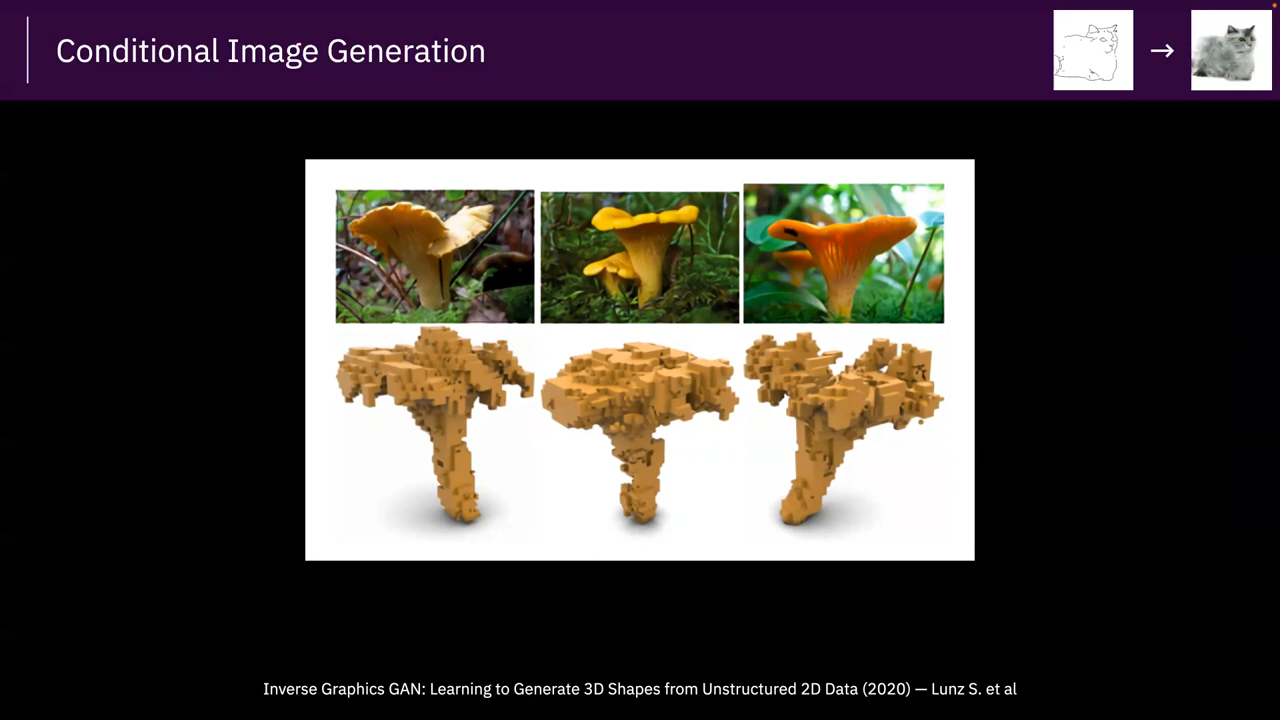 Conditional Image Generation
→
Inverse Graphics GAN: Learning to Generate 3D Shapes from Unstructured 2D Data (2020) — Lunz S. et al